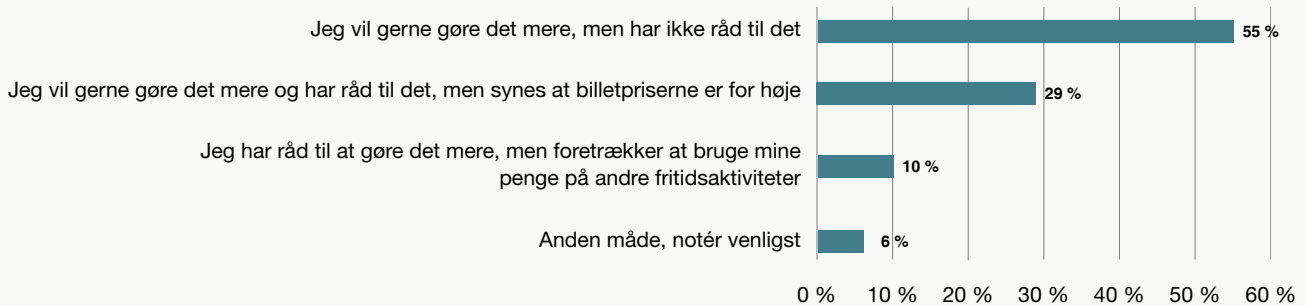 Jeg vil gerne gøre det mere, men har ikke råd til det
55 %
Jeg vil gerne gøre det mere og har råd til det, men synes at billetpriserne er for høje
29 %
Jeg har råd til at gøre det mere, men foretrækker at bruge mine
penge på andre fritidsaktiviteter
10 %
Anden måde, notér venligst
6 %
0 % 10 % 20 % 30 % 40 % 50 % 60 %